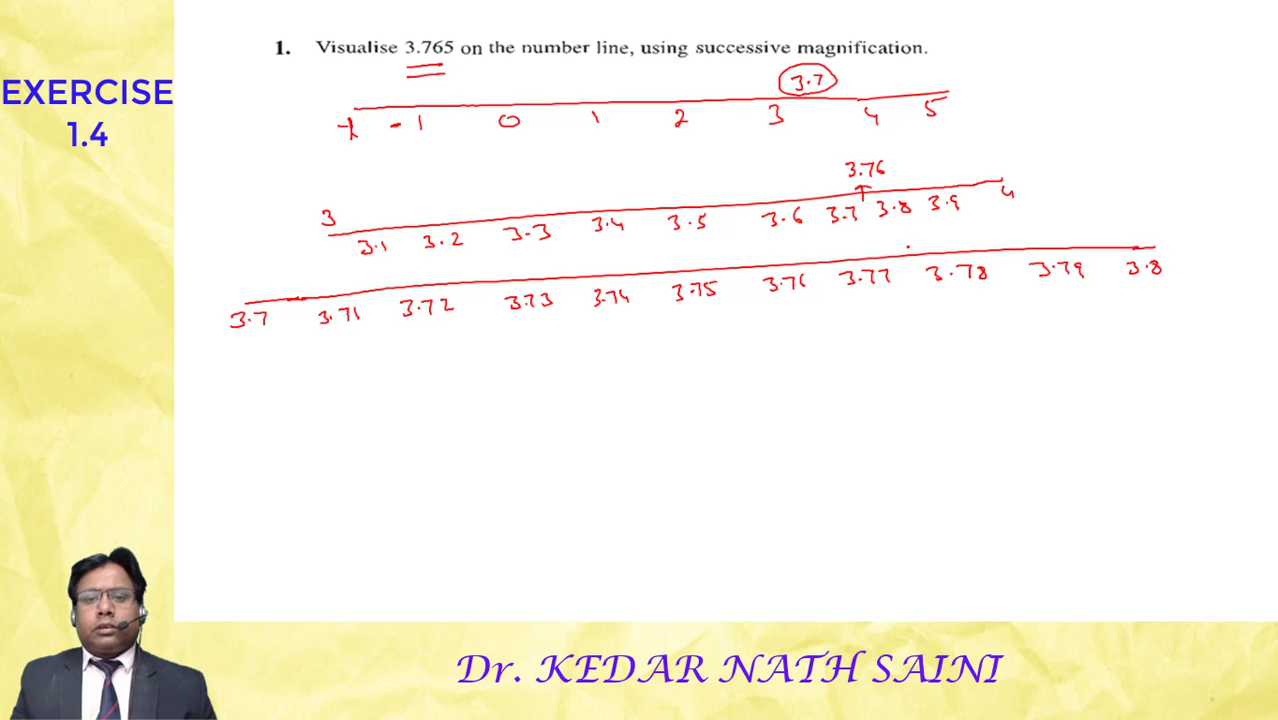 EXERCISE
1.4
1. Visualise 3.765 on the number line, using successive magnification.
3.7
-1 0 1 2 3 4 5
3.76
3 3.1 3.2 3.3 3.4 3.5 3.6 3.7 3.8 3.9 4
3.7 3.71 3.72 3.73 3.74 3.75 3.76 3.77 3.78 3.79 3.8
Dr. KEDAR NATH SAINI